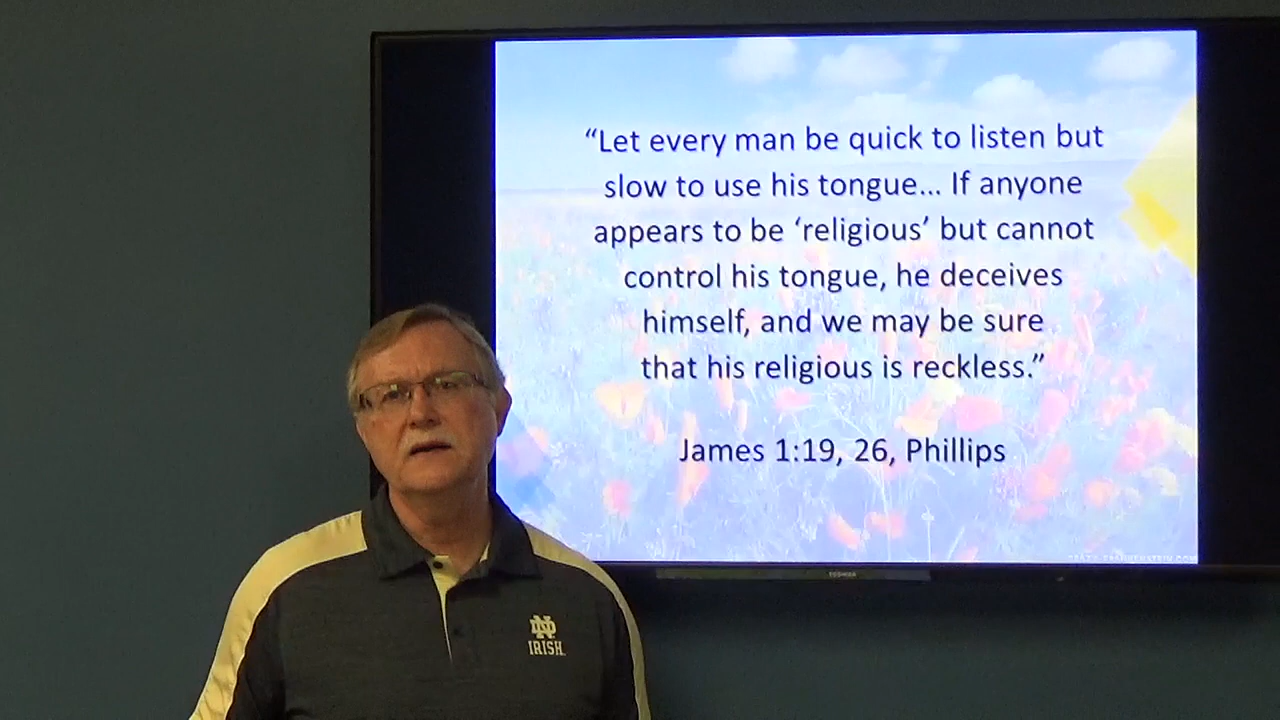 “Let every man be quick to listen but
slow to use his tongue... If anyone
appears to be ‘religious’ but cannot
control his tongue, he deceives
himself, and we may be sure
that his religious is reckless.”
James 1:19, 26, Phillips
TOSHIBA
ND
IRISH